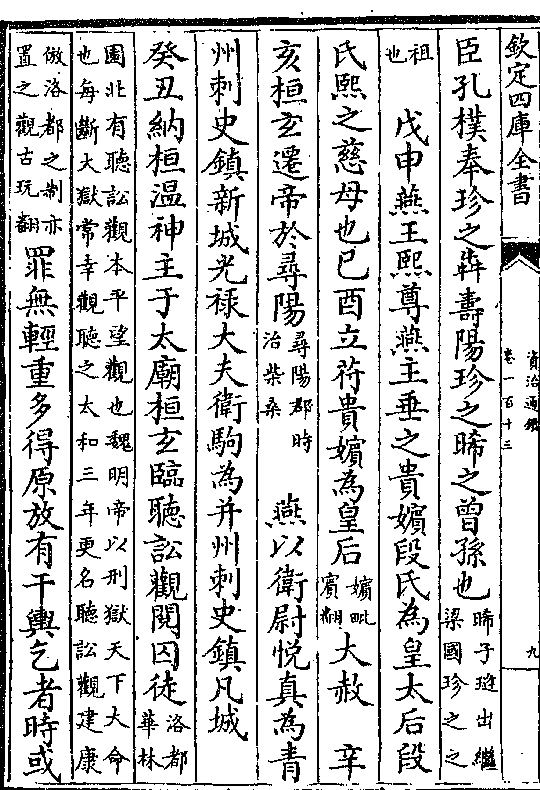 欽定四庫全書
資治通鑑
卷一百十三
九
臣孔樸奉珍之犇壽陽珍之晞之曾孫也晞子㻱出繼
梁國珍之之
祖
也 戊申燕王熙尊燕主垂之貴嬪段氏為皇太后段
氏熙之慈母也巳酉立苻貴嬪為皇后嬪毗
賓翻大赦 辛
亥桓玄遷帝於尋陽尋陽郡時
治柴桑 燕以衛尉悦真為青
州刺史鎮新城光禄大夫衛駒為并州刺史鎮凡城
癸丑納桓温神主于太廟桓玄臨聽訟觀閱囚徒洛都
華林
園北有聽訟觀本平望觀也魏明帝以刑獄天下大命
也每斷大獄常幸觀聽之太和三年更名聽訟觀建康
倣洛都之制亦
置之觀古玩翻罪無輕重多得原放有干輿乞者時或